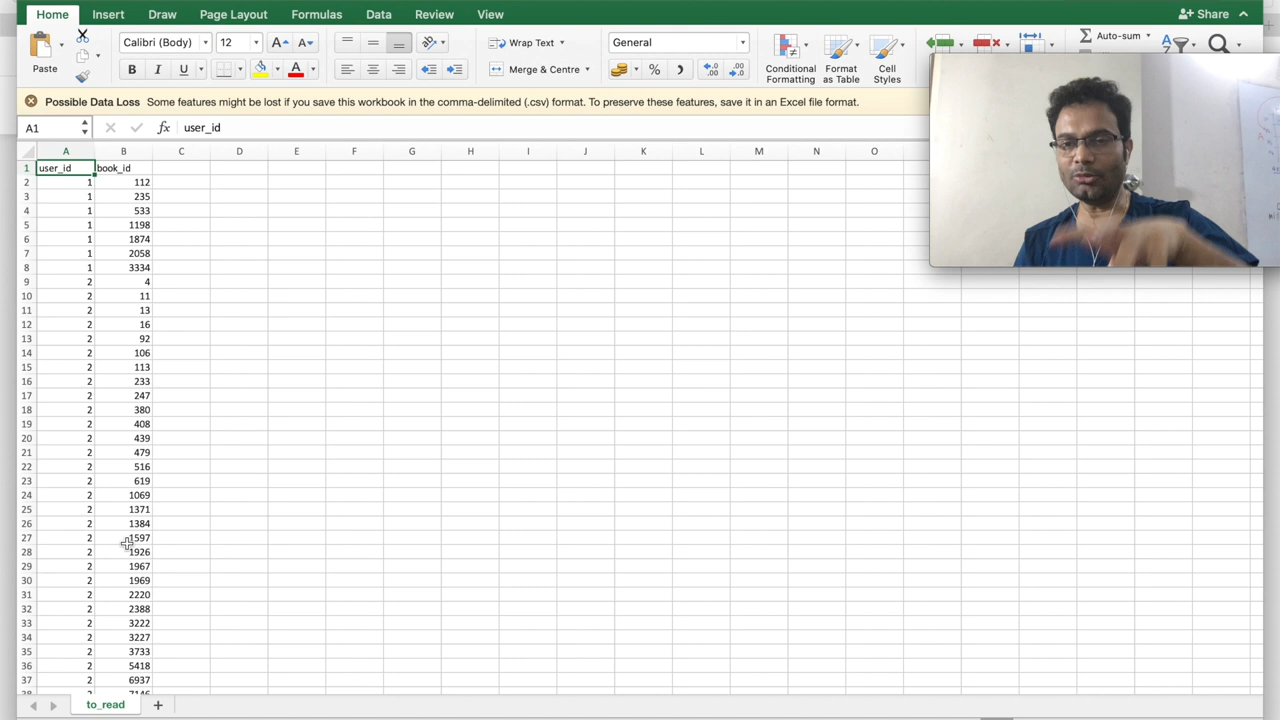 Home Insert Draw Page Layout Formulas Data Review View Share
Calibri (Body) 12 A A Wrap Text General Auto-sum
Paste B I U A Merge & Centre % Conditional Formatting Format as Table Cell Styles
Possible Data Loss Some features might be lost if you save this workbook in the comma-delimited (.csv) format. To preserve these features, save it in an Excel file format.
A1 fx user_id
A B C D E F G H I J K L M N O
1 user_id book_id
2 1 112
3 1 235
4 1 533
5 1 1198
6 1 1874
7 1 2058
8 1 3334
9 2 4
10 2 11
11 2 13
12 2 16
13 2 92
14 2 106
15 2 113
16 2 233
17 2 247
18 2 380
19 2 408
20 2 439
21 2 479
22 2 516
23 2 619
24 2 1069
25 2 1371
26 2 1384
27 2 1597
28 2 1926
29 2 1967
30 2 1969
31 2 2220
32 2 2388
33 2 3222
34 2 3227
35 2 3733
36 2 5418
37 2 6937
38 2 7146
to_read